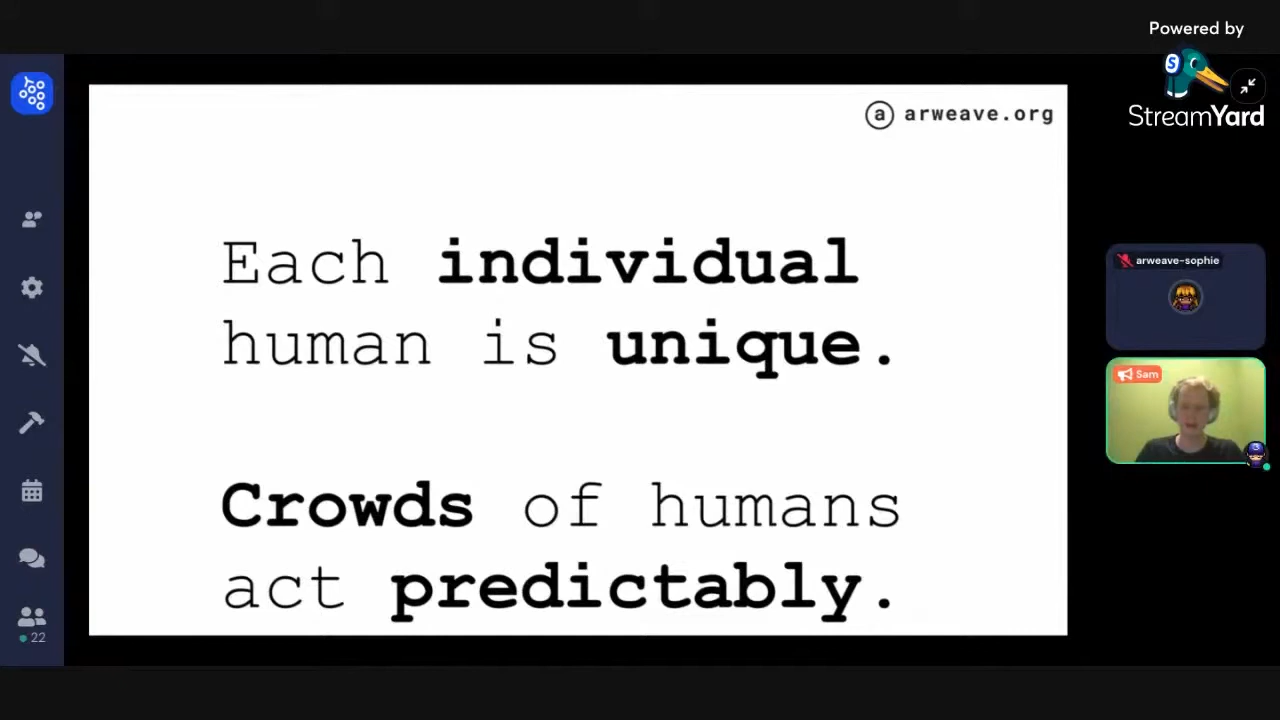 Powered by
StreamYard
arweave.org
Each individual
human is unique.
Crowds of humans
act predictably.
arweave-sophie
Sam
22